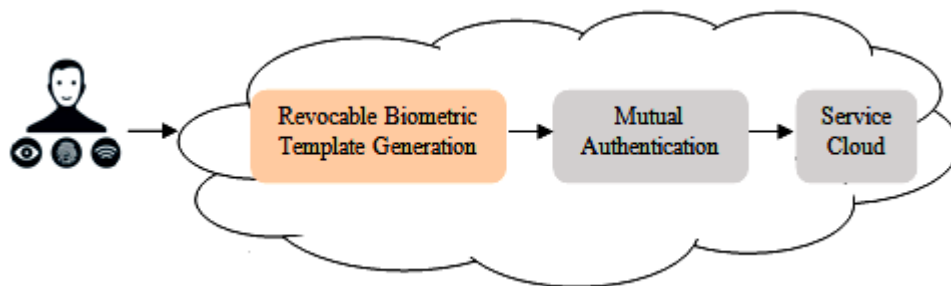 Revocable Biometric
Template Generation
Mutual
Authentication
Service
Cloud